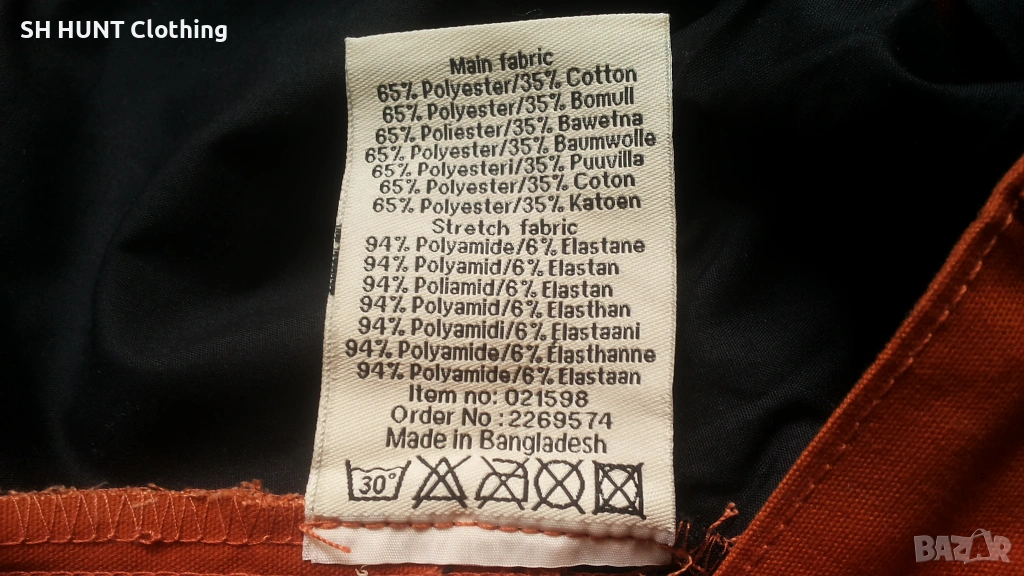 SH HUNT Clothing
Main fabric
65% Polyester/35% Cotton
65% Polyester/35% Bomull
65% Poliester/35% Bawełna
65% Polyester/35% Baumwolle
65% Polyesteri/35% Puuvilla
65% Polyester/35% Coton
65% Polyester/35% Katoen
Stretch fabric
94% Polyamide/6% Elastane
94% Polyamid/6% Elastan
94% Poliamid/6% Elastan
94% Polyamid/6% Elasthan
94% Polyamidi/6% Elastaani
94% Polyamide/6% Élasthanne
94% Polyamide/6% Elastaan
Item no: 021598
Order No :2269574
Made in Bangladesh
30°
BAZAR